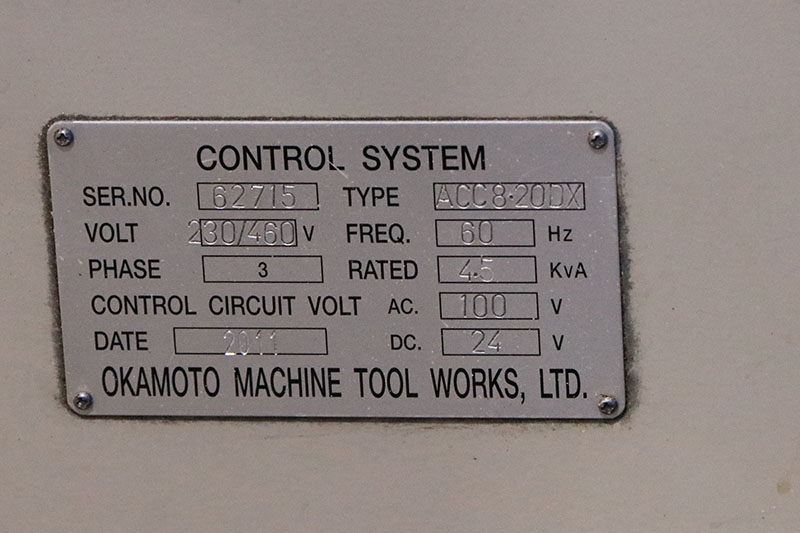 CONTROL SYSTEM
SER.NO. 62715 TYPE ACC8·20DX
VOLT 230/460 V FREQ. 60 Hz
PHASE 3 RATED 4.5 KvA
CONTROL CIRCUIT VOLT AC. 100 V
DATE 2011 DC. 24 V
OKAMOTO MACHINE TOOL WORKS, LTD.